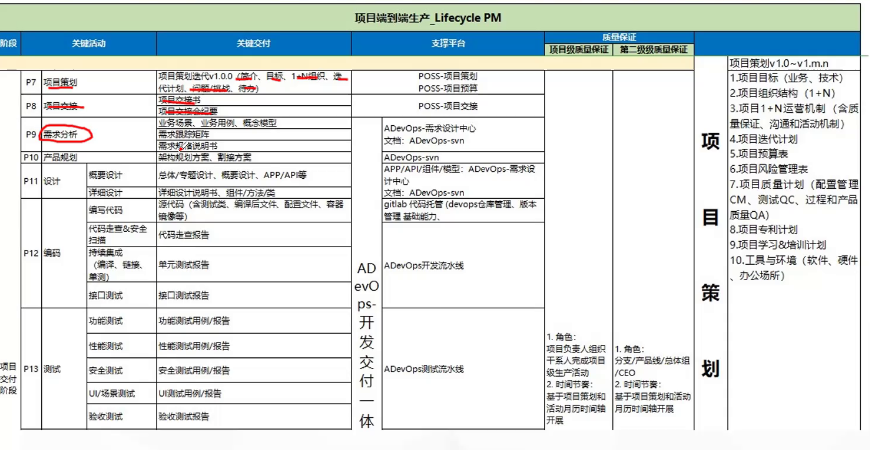 项目端到端生产_Lifecycle PM
阶段
关键活动
关键交付
支撑平台
质量保证
项目级质量保证
第二级级质量保证
P7
项目策划
项目策划迭代v1.0.0（简介、目标、1+N组织、迭
代计划、问题/挑战、待办）
POSS-项目策划
POSS-项目预算
P8
项目交接
项目交接书
项目交接会纪要
POSS-项目交接
P9
需求分析
业务场景、业务用例、概念模型
需求跟踪矩阵
需求规准说明书
ADevOps-需求设计中心
文档：ADevOps-svn
P10
产品规划
架构规划方案、割接方案
ADevOps-svn
P11
设计
概要设计
总体/专题设计、概要设计、APP/API等
APP/API/组件/模型：ADevOps-需求设
计中心
文档：ADevOps-svn
详细设计
详细设计说明书、组件/方法/类
P12
编码
编写代码
源代码（含测试类、编译后文件、配置文件、容器
镜像等）
gitlab 代码托管 (devops仓库管理、版本
管理 基础能力、
代码走查&安全
扫描
代码走查报告
持续集成
（编译、链接、
单测）
单元测试报告
ADevOps开发流水线
接口测试
接口测试报告
P13
测试
功能测试
功能测试用例/报告
性能测试
性能测试用例/报告
安全测试
安全测试用例/报告
ADevOps测试流水线
UI/场景测试
UI测试用例/报告
验收测试
验收测试报告
项目
交付
阶段
AD
evO
ps-
开
发
交
付
一
体
1. 角色：
项目负责人组织
干系人完成项目
级生产活动
2. 时间节奏：
基于项目策划和
活动月历时间轴
开展
1. 角色：
分支/产品线/总体组
/CEO
2. 时间节奏：
基于项目策划和活动
月历时间轴开展
项
目
策
划
项目策划v1.0~v1.m.n
1.项目目标（业务、技术）
2.项目组织结构（1+N）
3.项目1+N运营机制（含质
量保证、沟通和活动机制）
4.项目迭代计划
5.项目预算表
6.项目风险管理表
7.项目质量计划（配置管理
CM、测试QC、过程和产品
质量QA）
8.项目专利计划
9.项目学习&培训计划
10.工具与环境（软件、硬件
、办公场所）